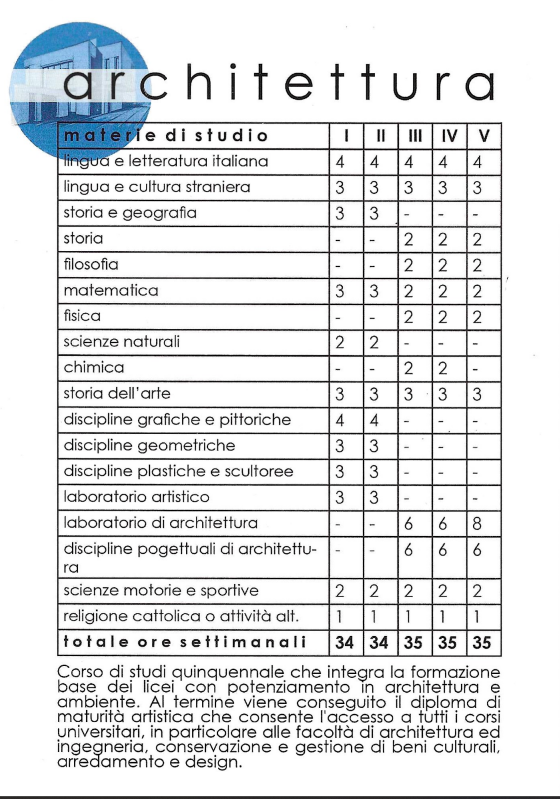 architettura
materie di studio I II III IV V
lingua e letteratura italiana 4 4 4 4 4
lingua e cultura straniera 3 3 3 3 3
storia e geografia 3 3 - - -
storia - - 2 2 2
filosofia - - 2 2 2
matematica 3 3 2 2 2
fisica - - 2 2 2
scienze naturali 2 2 - - -
chimica - - 2 2 -
storia dell'arte 3 3 3 3 3
discipline grafiche e pittoriche 4 4 - - -
discipline geometriche 3 3 - - -
discipline plastiche e scultoree 3 3 - - -
laboratorio artistico 3 3 - - -
laboratorio di architettura - - 6 6 8
discipline pogettuali di architettu- - - 6 6 6
ra
scienze motorie e sportive 2 2 2 2 2
religione cattolica o attività alt. 1 1 1 1 1
totale ore settimanali 34 34 35 35 35
Corso di studi quinquennale che integra la formazione
base dei licei con potenziamento in architettura e
ambiente. Al termine viene conseguito il diploma di
maturità artistica che consente l'accesso a tutti i corsi
universitari, in particolare alle facoltà di architettura ed
ingegneria, conservazione e gestione di beni culturali,
arredamento e design.